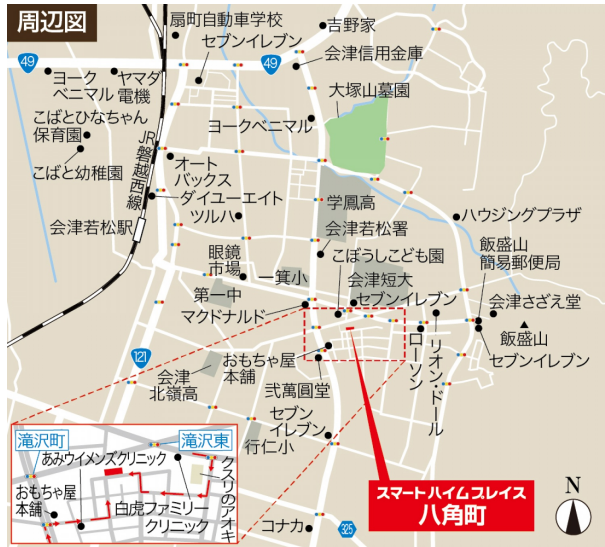 周辺図
扇町自動車学校
セブンイレブン
吉野家
会津信用金庫
49
49
ヨーク
ベニマル
ヤマダ
電機
大塚山墓園
こばとひなちゃん
保育園
ヨークベニマル
こばと幼稚園
JR磐越西線
オート
バックス
ダイユーエイト
ツルハ
学鳳高
ハウジングプラザ
会津若松駅
会津若松署
眼鏡
市場
こぼうしこども園
飯盛山
簡易郵便局
一箕小
会津短大
第一中
セブンイレブン
会津さざえ堂
マクドナルド
飯盛山
121
おもちゃ屋
本舗
ローソン
リオン・ドール
セブンイレブン
会津
北嶺高
弐萬圓堂
セブン
イレブン
行仁小
滝沢町
滝沢東
あみウイメンズクリニック
クスリのアオキ
おもちゃ屋
本舗
白虎ファミリー
クリニック
スマートハイムプレイス
八角町
コナカ
325
N